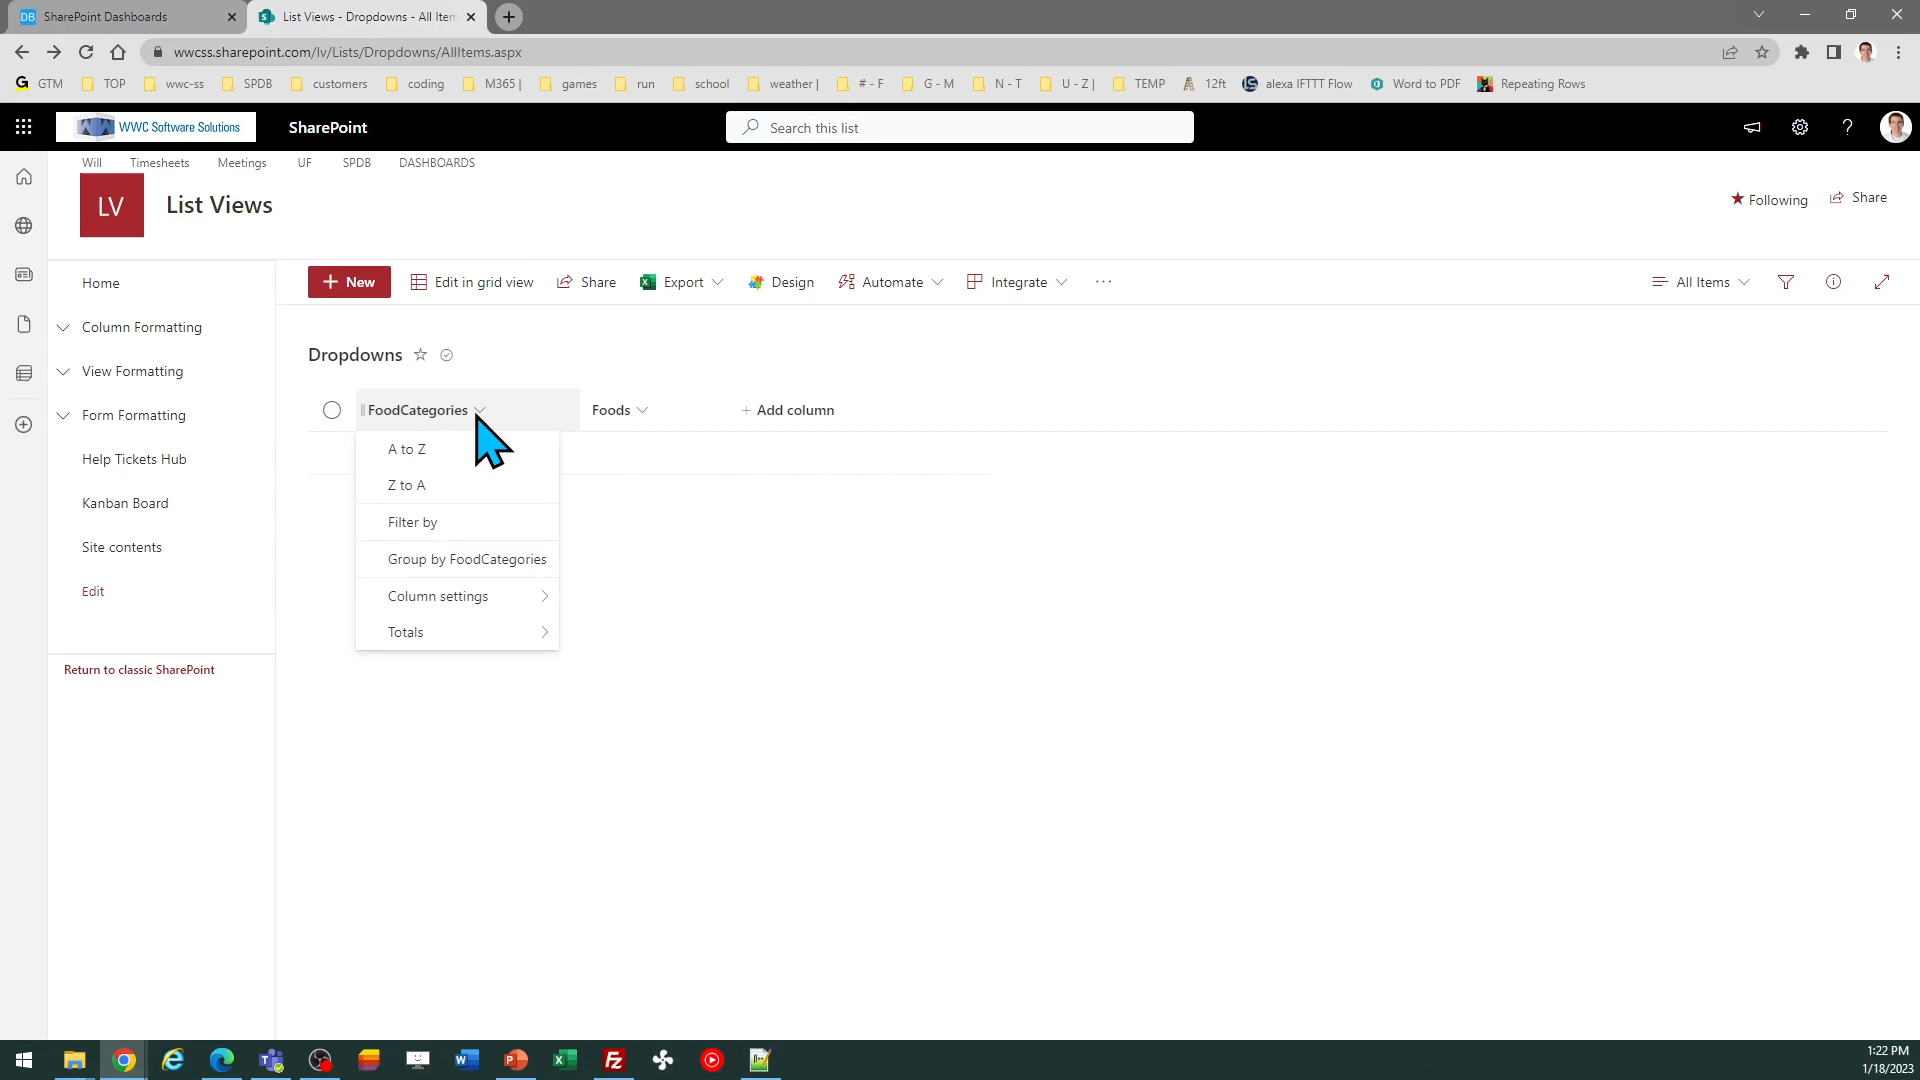 DB SharePoint Dashboards
List Views - Dropdowns - All Item
wwcss.sharepoint.com/lv/Lists/Dropdowns/AllItems.aspx
G GTM TOP wwc-ss SPDB customers coding M365 | games run school weather | # - F G - M N - T U - Z | TEMP 12ft alexa IFTTT Flow Word to PDF Repeating Rows
WWC Software Solutions SharePoint Search this list ?
Will Timesheets Meetings UF SPDB DASHBOARDS
LV List Views Following Share
Home
Column Formatting
View Formatting
Form Formatting
Help Tickets Hub
Kanban Board
Site contents
Edit
Return to classic SharePoint
+ New Edit in grid view Share Export Design Automate Integrate ... All Items
Dropdowns
FoodCategories Foods + Add column
A to Z
Z to A
Filter by
Group by FoodCategories
Column settings
Totals
1:22 PM
1/18/2023